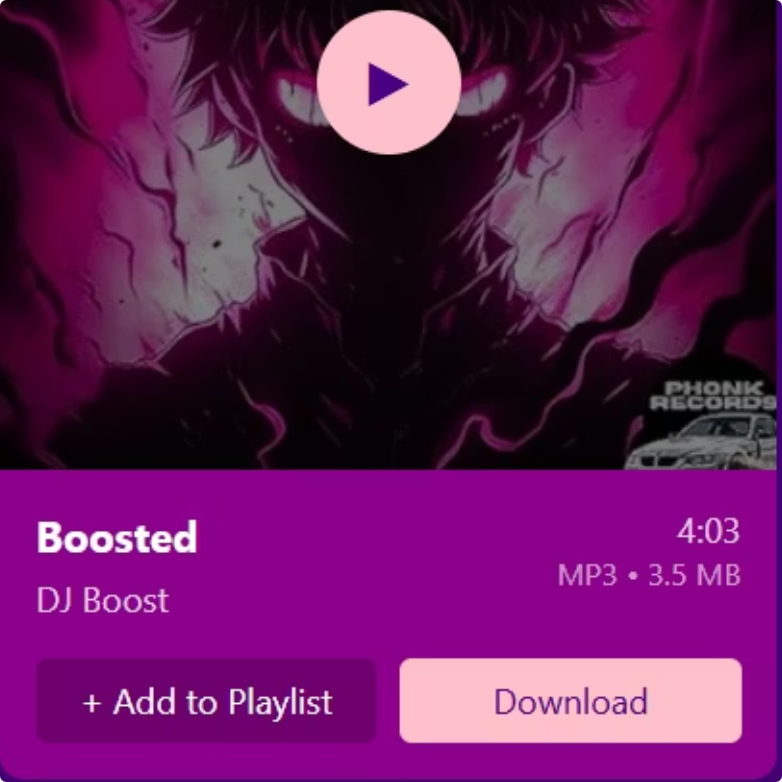 PHONK
RECORDS
Boosted
4:03
DJ Boost
MP3 • 3.5 MB
+ Add to Playlist
Download